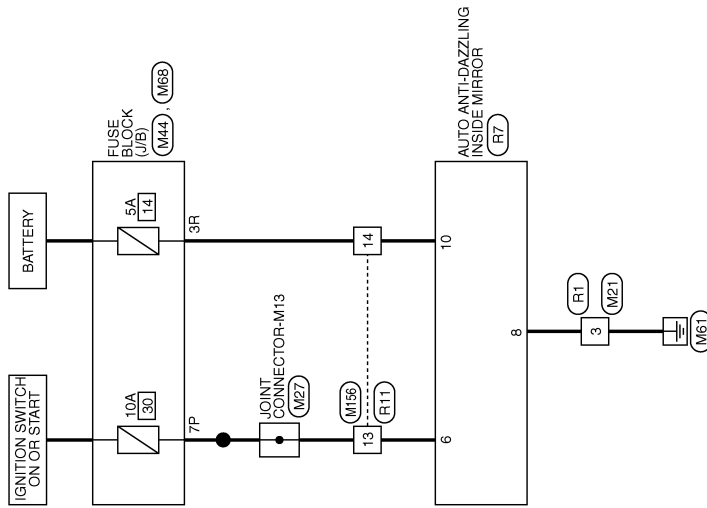 IGNITION SWITCH
ON OR START
BATTERY
10A
30
5A
14
FUSE
BLOCK
(J/B)
M44 , M68
7P
3R
JOINT
CONNECTOR-M13
M27
M156
13
R11
14
6
10
AUTO ANTI-DAZZLING
INSIDE MIRROR
R7
8
R1
3
M21
M61